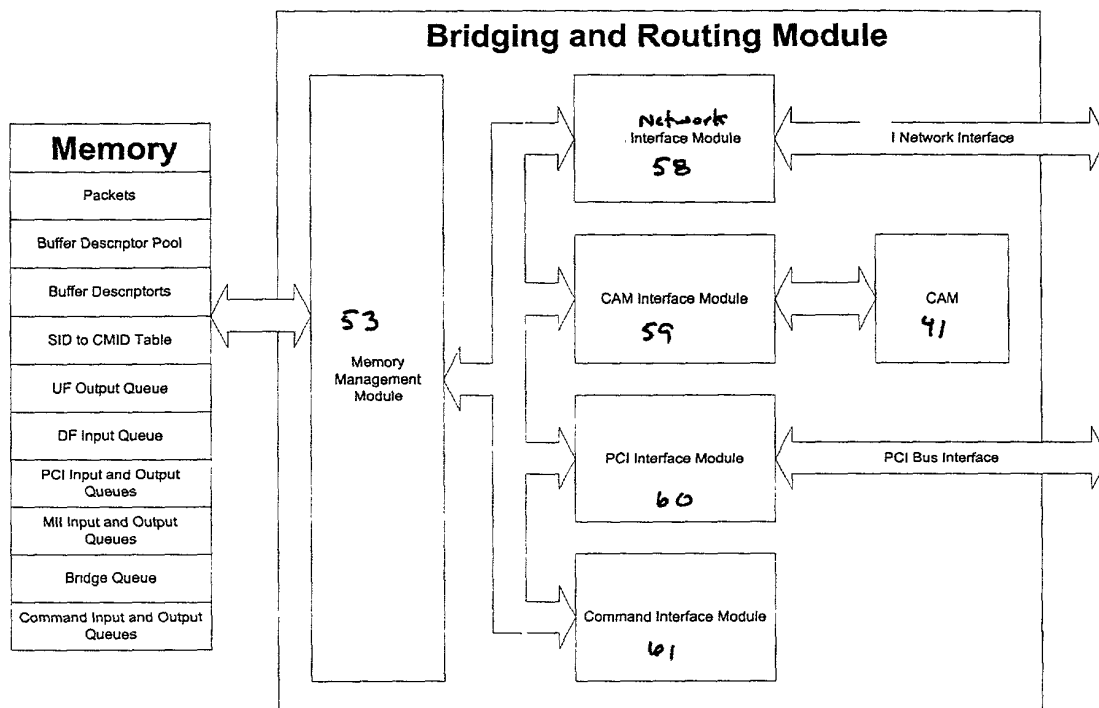 Bridging and Routing Module
Memory
Packets
Buffer Descriptor Pool
Buffer Descriptorts
SID to CMID Table
UF Output Queue
DF Input Queue
PCI Input and Output
Queues
MII Input and Output
Queues
Bridge Queue
Command Input and Output
Queues
53
Memory
Management
Module
Network
Interface Module
58
I Network Interface
CAM Interface Module
59
CAM
41
PCI Interface Module
60
PCI Bus Interface
Command Interface Module
61